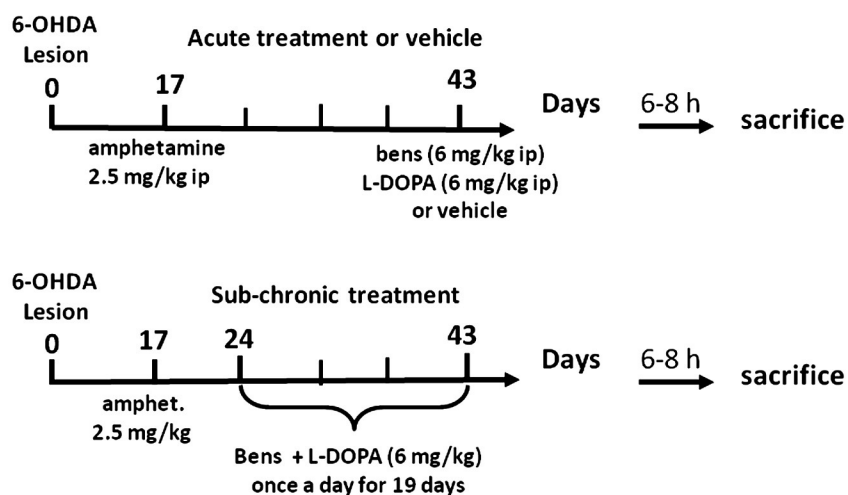 6-OHDA
Lesion
Acute treatment or vehicle
0
17
43
Days
6-8 h
sacrifice
amphetamine
2.5 mg/kg ip
bens (6 mg/kg ip)
L-DOPA (6 mg/kg ip)
or vehicle
6-OHDA
Lesion
Sub-chronic treatment
0
17
24
43
Days
6-8 h
sacrifice
amphet.
2.5 mg/kg
Bens + L-DOPA (6 mg/kg)
once a day for 19 days